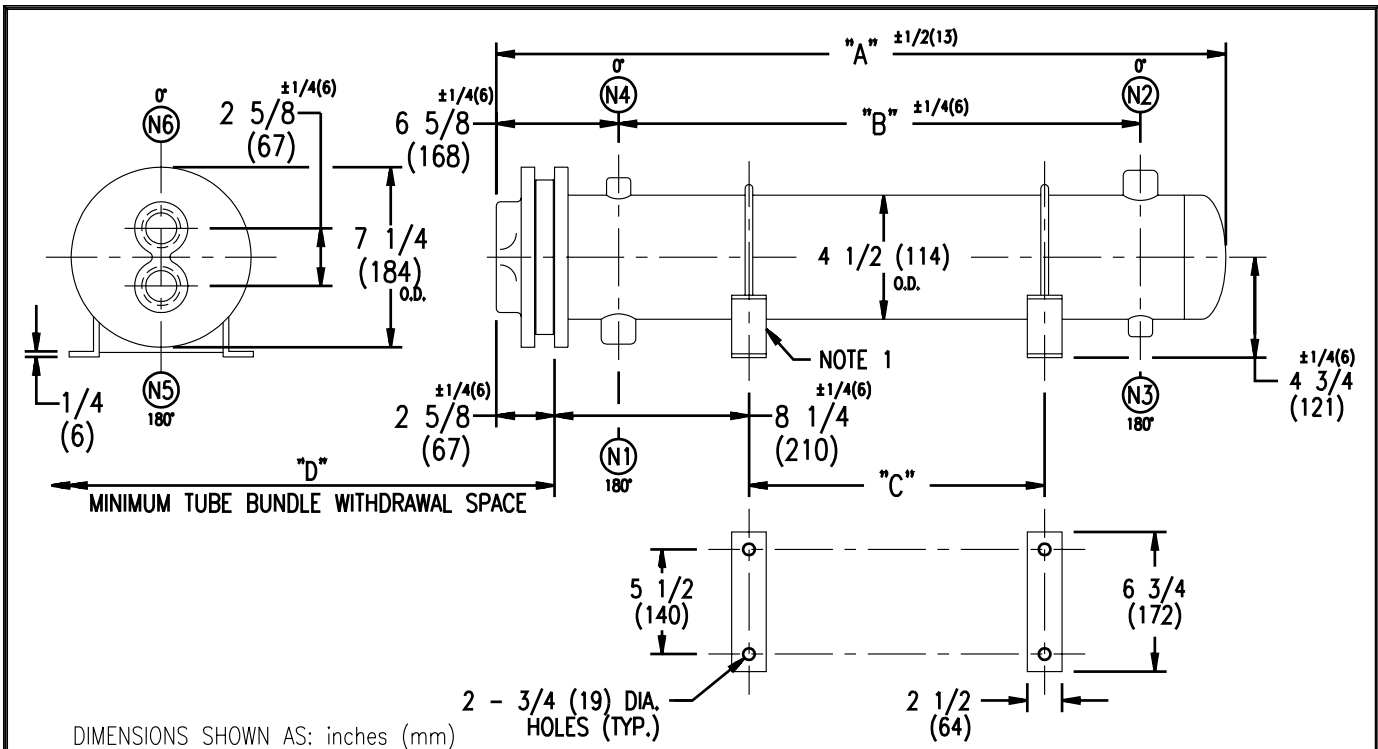 "A" ±1/2(13)
0°
N6
2 5/8 ±1/4(6)
(67)
6 5/8 ±1/4(6)
(168)
0°
N4
"B" ±1/4(6)
0°
N2
7 1/4
(184)
O.D.
4 1/2 (114)
O.D.
NOTE 1
1/4
(6)
N5
180°
2 5/8 ±1/4(6)
(67)
N1
180°
8 1/4 ±1/4(6)
(210)
N3
180°
±1/4(6)
4 3/4
(121)
"D"
MINIMUM TUBE BUNDLE WITHDRAWAL SPACE
"C"
5 1/2
(140)
6 3/4
(172)
2 - 3/4 (19) DIA.
HOLES (TYP.)
2 1/2
(64)
DIMENSIONS SHOWN AS: inches (mm)